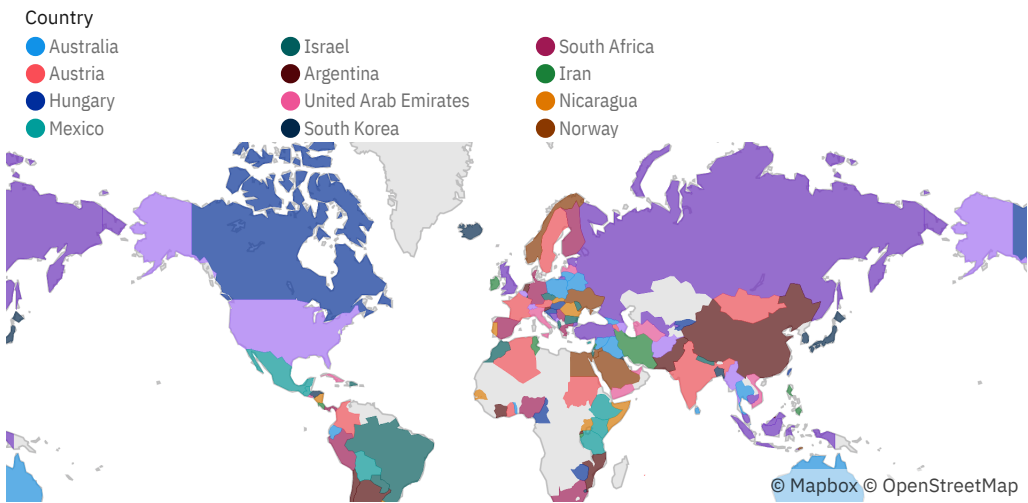 Country
Australia
Austria
Hungary
Mexico
Israel
Argentina
United Arab Emirates
South Korea
South Africa
Iran
Nicaragua
Norway
© Mapbox © OpenStreetMap